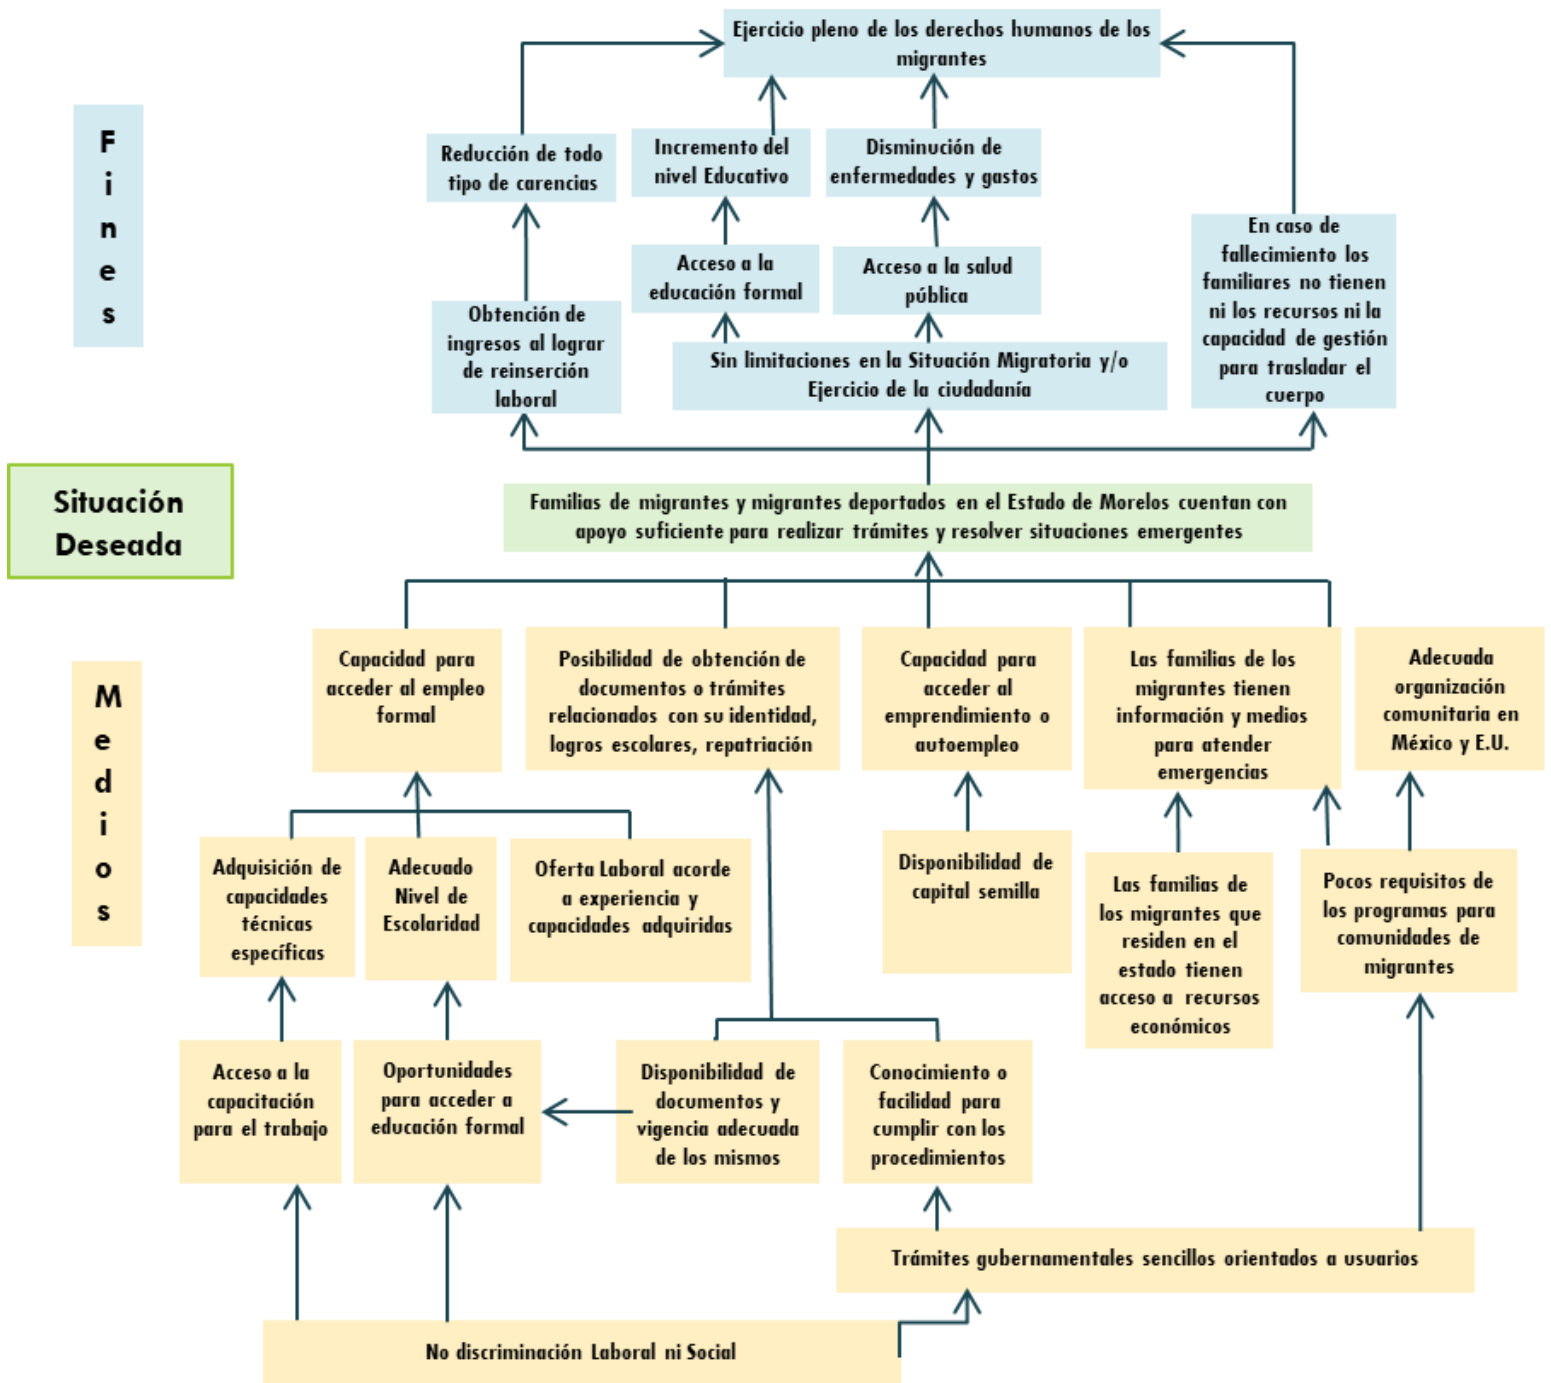 Ejercicio pleno de los derechos humanos de los
migrantes
Fines
Reducción de todo
tipo de carencias
Incremento del
nivel Educativo
Disminución de
enfermedades y gastos
Acceso a la
educación formal
Acceso a la salud
pública
En caso de
fallecimiento los
familiares no tienen
ni los recursos ni la
capacidad de gestión
para trasladar el
cuerpo
Obtención de
ingresos al lograr
de reinserción
laboral
Sin limitaciones en la Situación Migratoria y/o
Ejercicio de la ciudadanía
Situación
Deseada
Familias de migrantes y migrantes deportados en el Estado de Morelos cuentan con
apoyo suficiente para realizar trámites y resolver situaciones emergentes
Medios
Capacidad para
acceder al empleo
formal
Posibilidad de obtención de
documentos o trámites
relacionados con su identidad,
logros escolares, repatriación
Capacidad para
acceder al
emprendimiento o
autoempleo
Las familias de los
migrantes tienen
información y medios
para atender
emergencias
Adecuada
organización
comunitaria en
México y E.U.
Adquisición de
capacidades
técnicas
específicas
Adecuado
Nivel de
Escolaridad
Oferta Laboral acorde
a experiencia y
capacidades adquiridas
Disponibilidad de
capital semilla
Las familias de
los migrantes que
residen en el
estado tienen
acceso a recursos
económicos
Pocos requisitos de
los programas para
comunidades de
migrantes
Acceso a la
capacitación
para el trabajo
Oportunidades
para acceder a
educación formal
Disponibilidad de
documentos y
vigencia adecuada
de los mismos
Conocimiento o
facilidad para
cumplir con los
procedimientos
Trámites gubernamentales sencillos orientados a usuarios
No discriminación Laboral ni Social